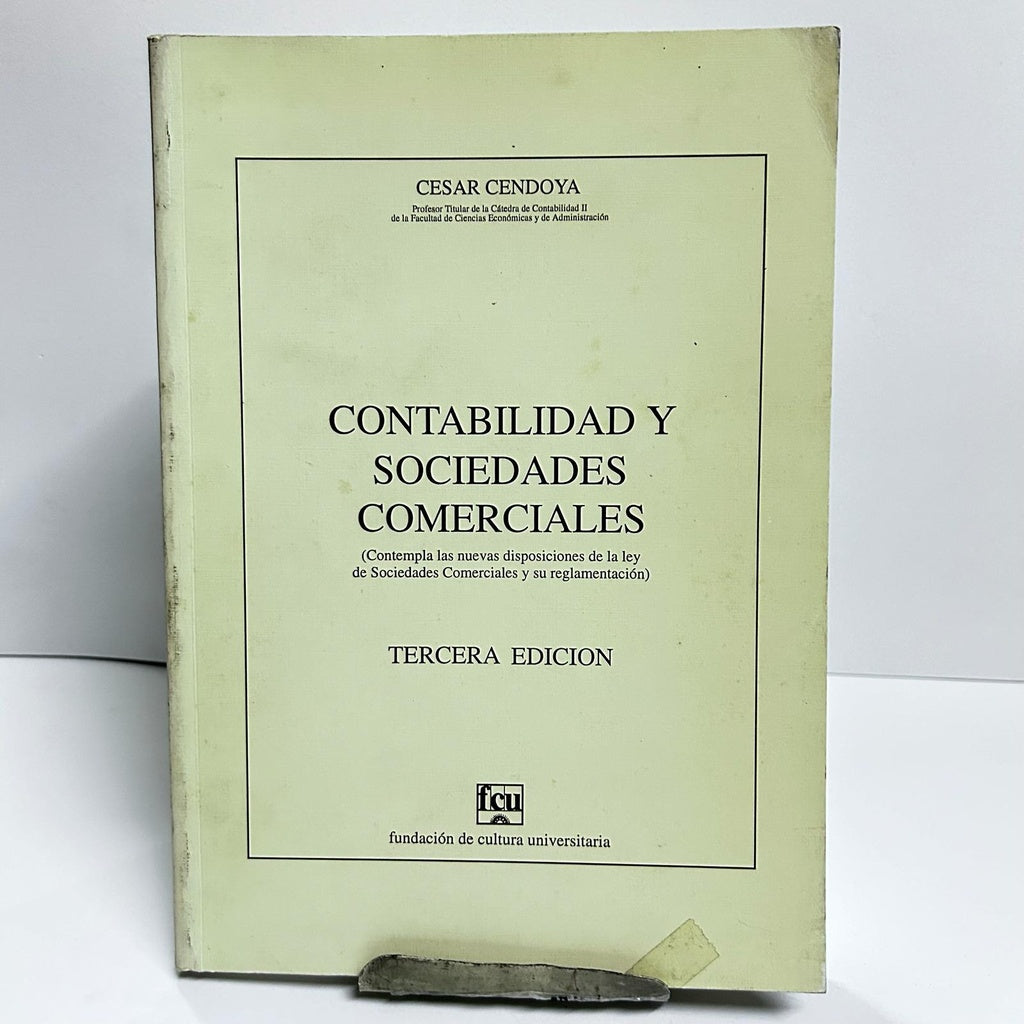 CESAR CENDOYA
Profesor Titular de la Cátedra de Contabilidad II
de la Facultad de Ciencias Económicas y de Administración
CONTABILIDAD Y
SOCIEDADES
COMERCIALES
(Contempla las nuevas disposiciones de la ley
de Sociedades Comerciales y su reglamentación)
TERCERA EDICION
fcu
fundación de cultura universitaria